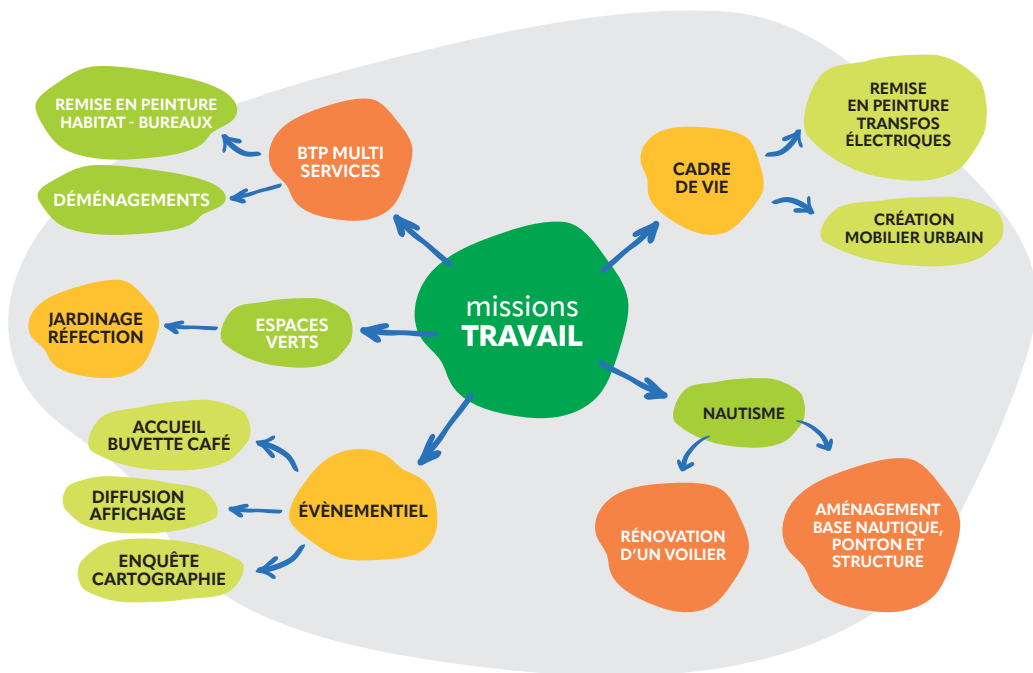 REMISE EN PEINTURE
HABITAT - BUREAUX
DÉMÉNAGEMENTS
BTP MULTI
SERVICES
CADRE
DE VIE
REMISE
EN PEINTURE
TRANSFOS
ÉLECTRIQUES
CRÉATION
MOBILIER URBAIN
missions
TRAVAIL
JARDINAGE
RÉFECTION
ESPACES
VERTS
ACCUEIL
BUVETTE CAFÉ
DIFFUSION
AFFICHAGE
ENQUÊTE
CARTOGRAPHIE
ÉVÈNEMENTIEL
NAUTISME
RÉNOVATION
D’UN VOILIER
AMÉNAGEMENT
BASE NAUTIQUE,
PONTON ET
STRUCTURE